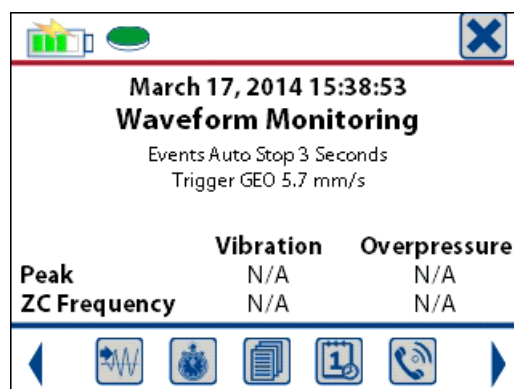 March 17, 2014 15:38:53
Waveform Monitoring
Events Auto Stop 3 Seconds
Trigger GEO 5.7 mm/s
Vibration Overpressure
Peak N/A N/A
ZC Frequency N/A N/A
1